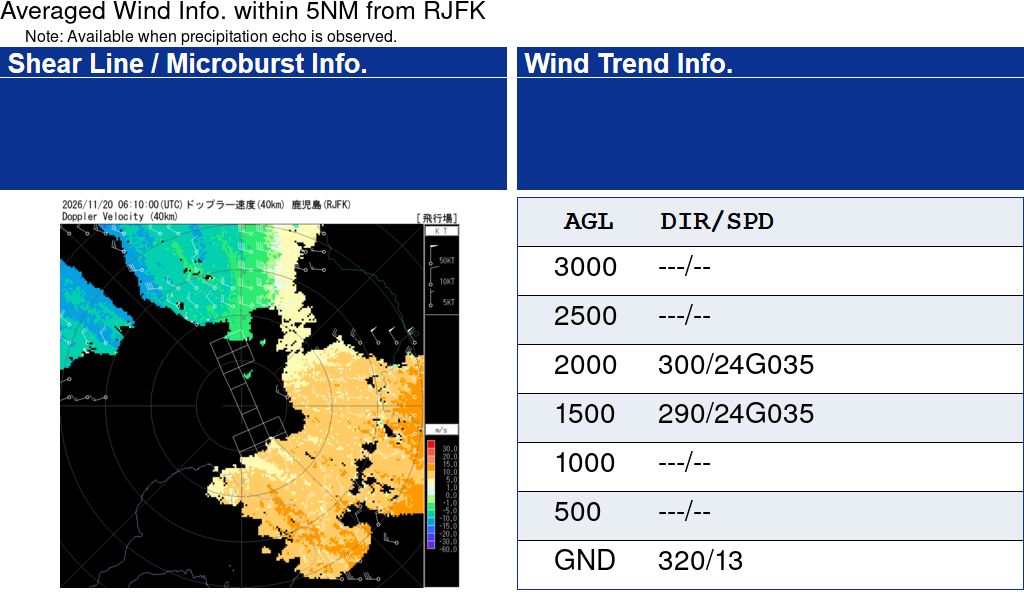 Averaged Wind Info. within 5NM from RJFK
Note: Available when precipitation echo is observed.
Shear Line / Microburst Info.
Wind Trend Info.
2026/11/20 06:10:00(UTC) ドップラー速度(40km) 鹿児島(RJFK)
Doppler Velocity (40km)
[飛行場]
KT
50KT
10KT
5KT
m/s
30.0
20.0
15.0
10.0
5.0
1.0
0.0
-1.0
-5.0
-10.0
-15.0
-20.0
-30.0
-60.0
AGL DIR/SPD
3000 ---/--
2500 ---/--
2000 300/24G035
1500 290/24G035
1000 ---/--
500 ---/--
GND 320/13